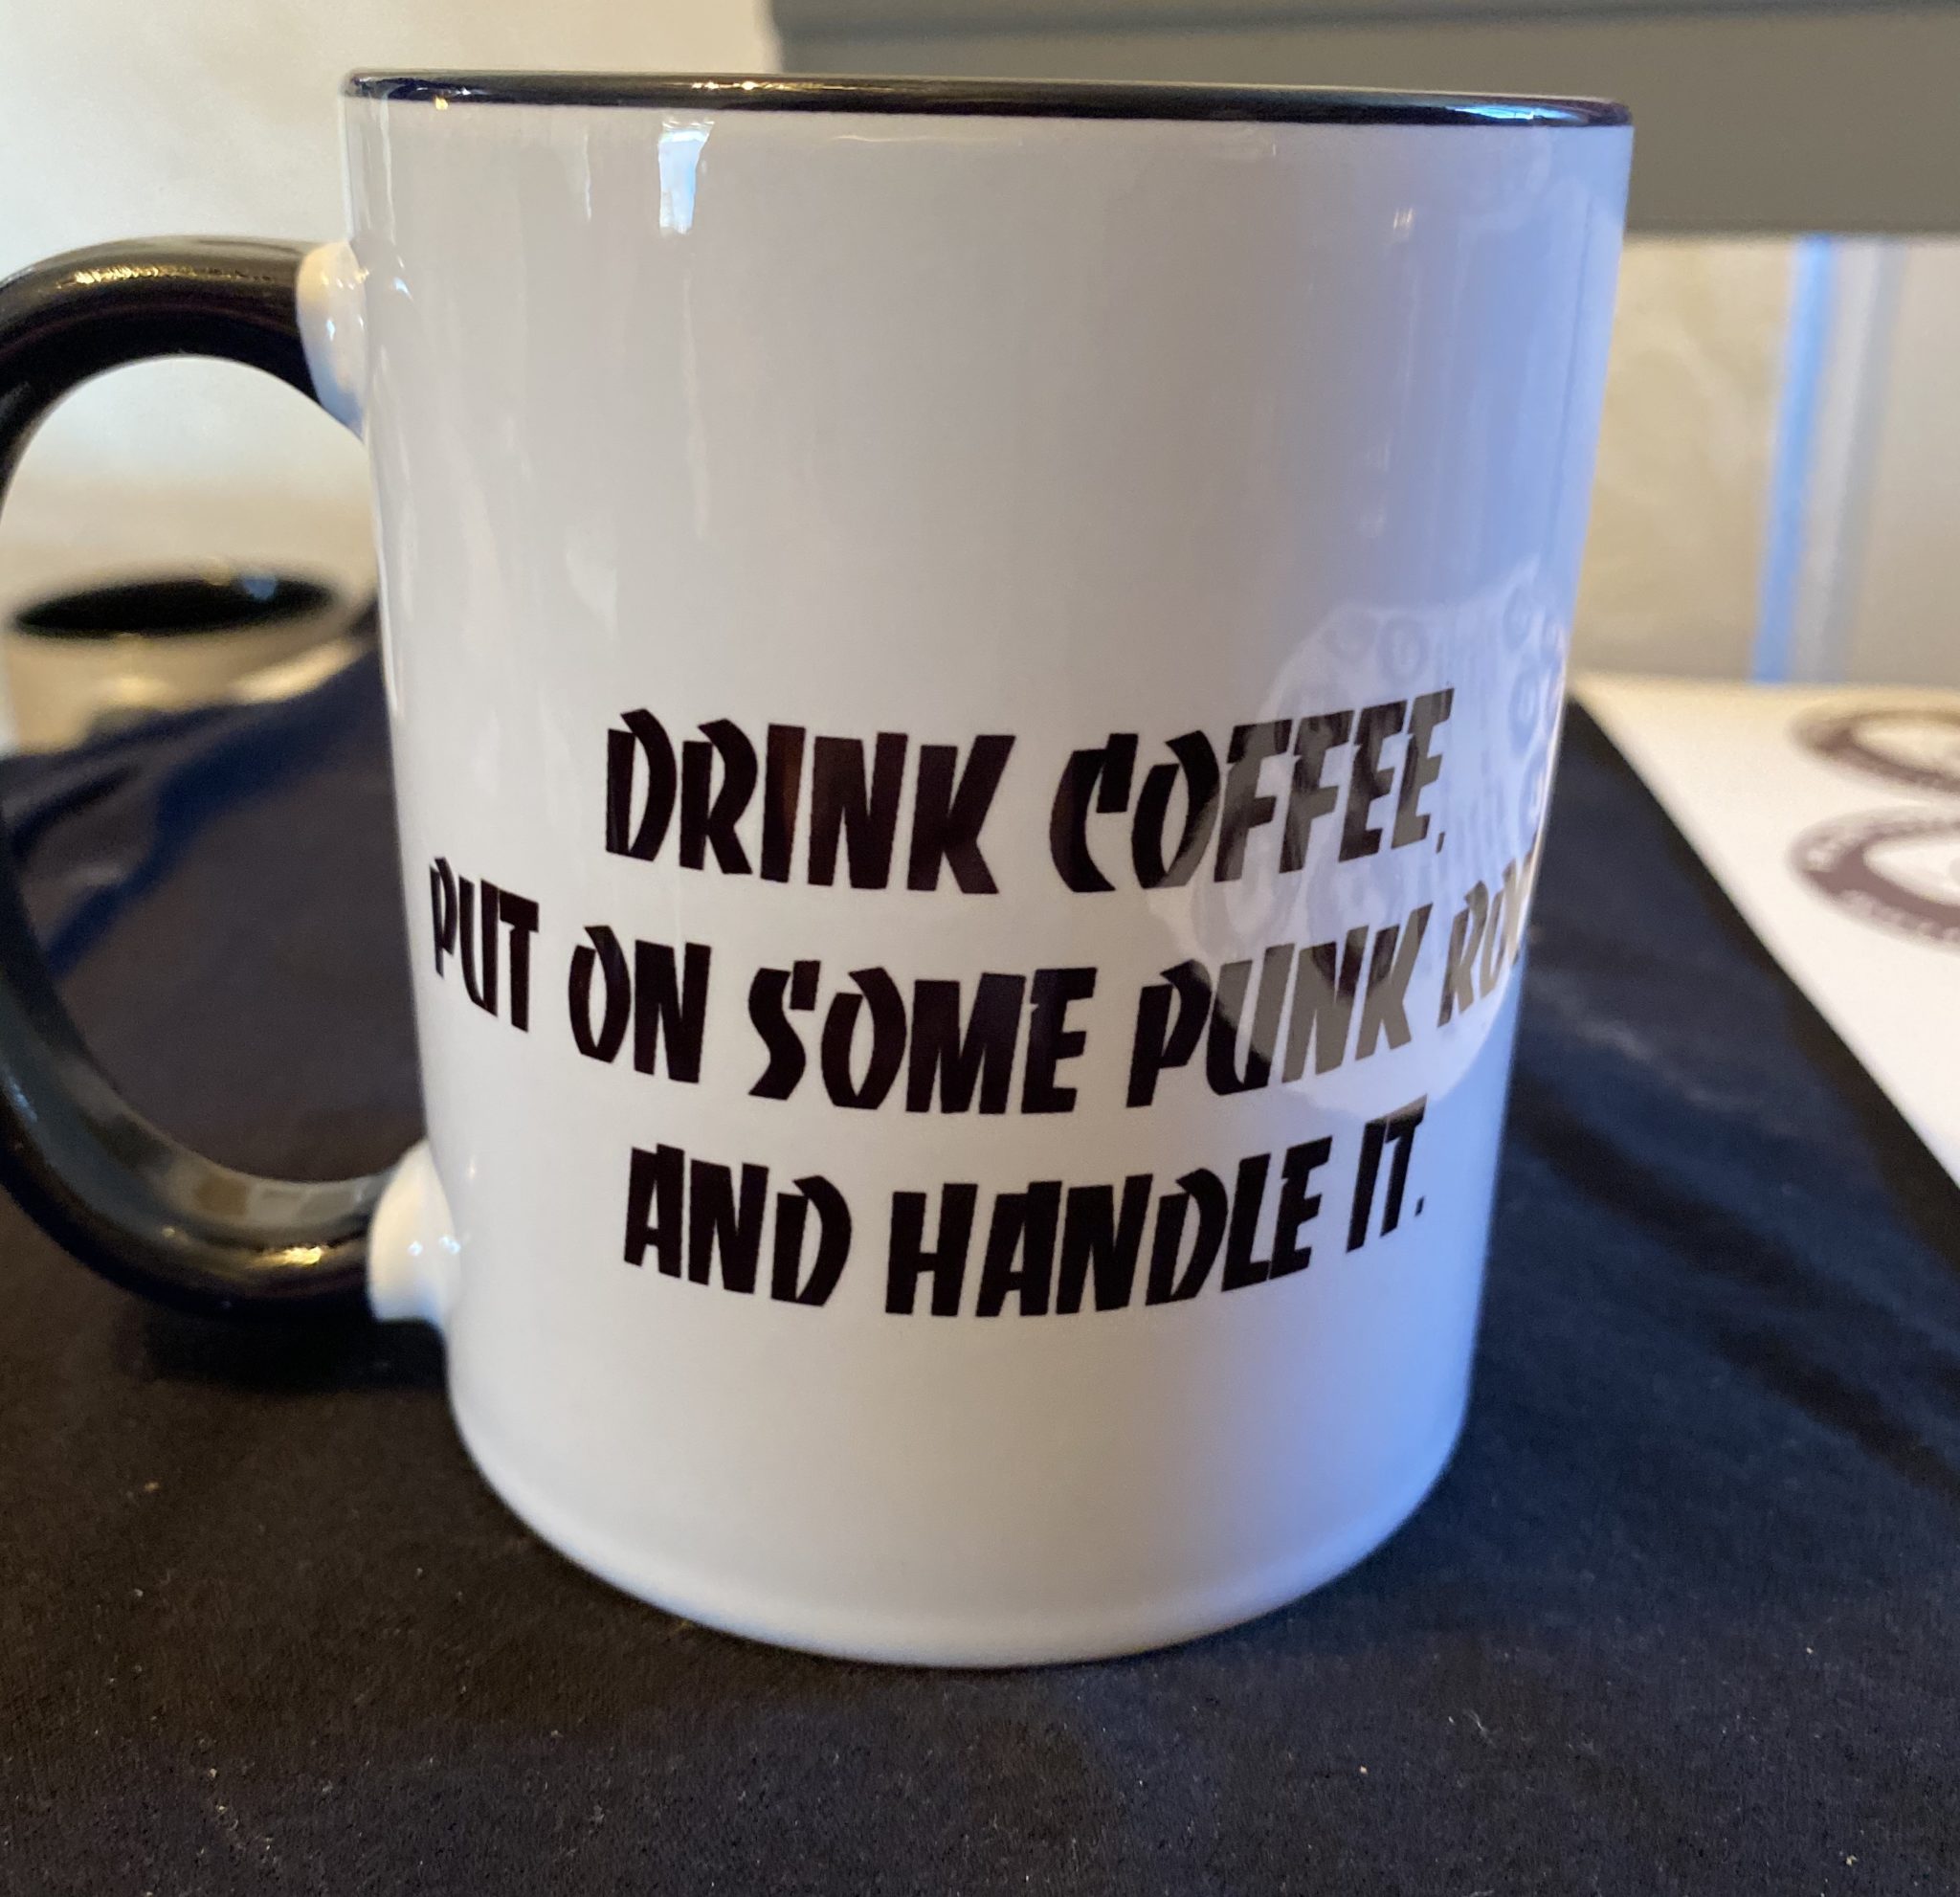 DRINK COFFEE,
PUT ON SOME PUNK
AND HANDLE IT.